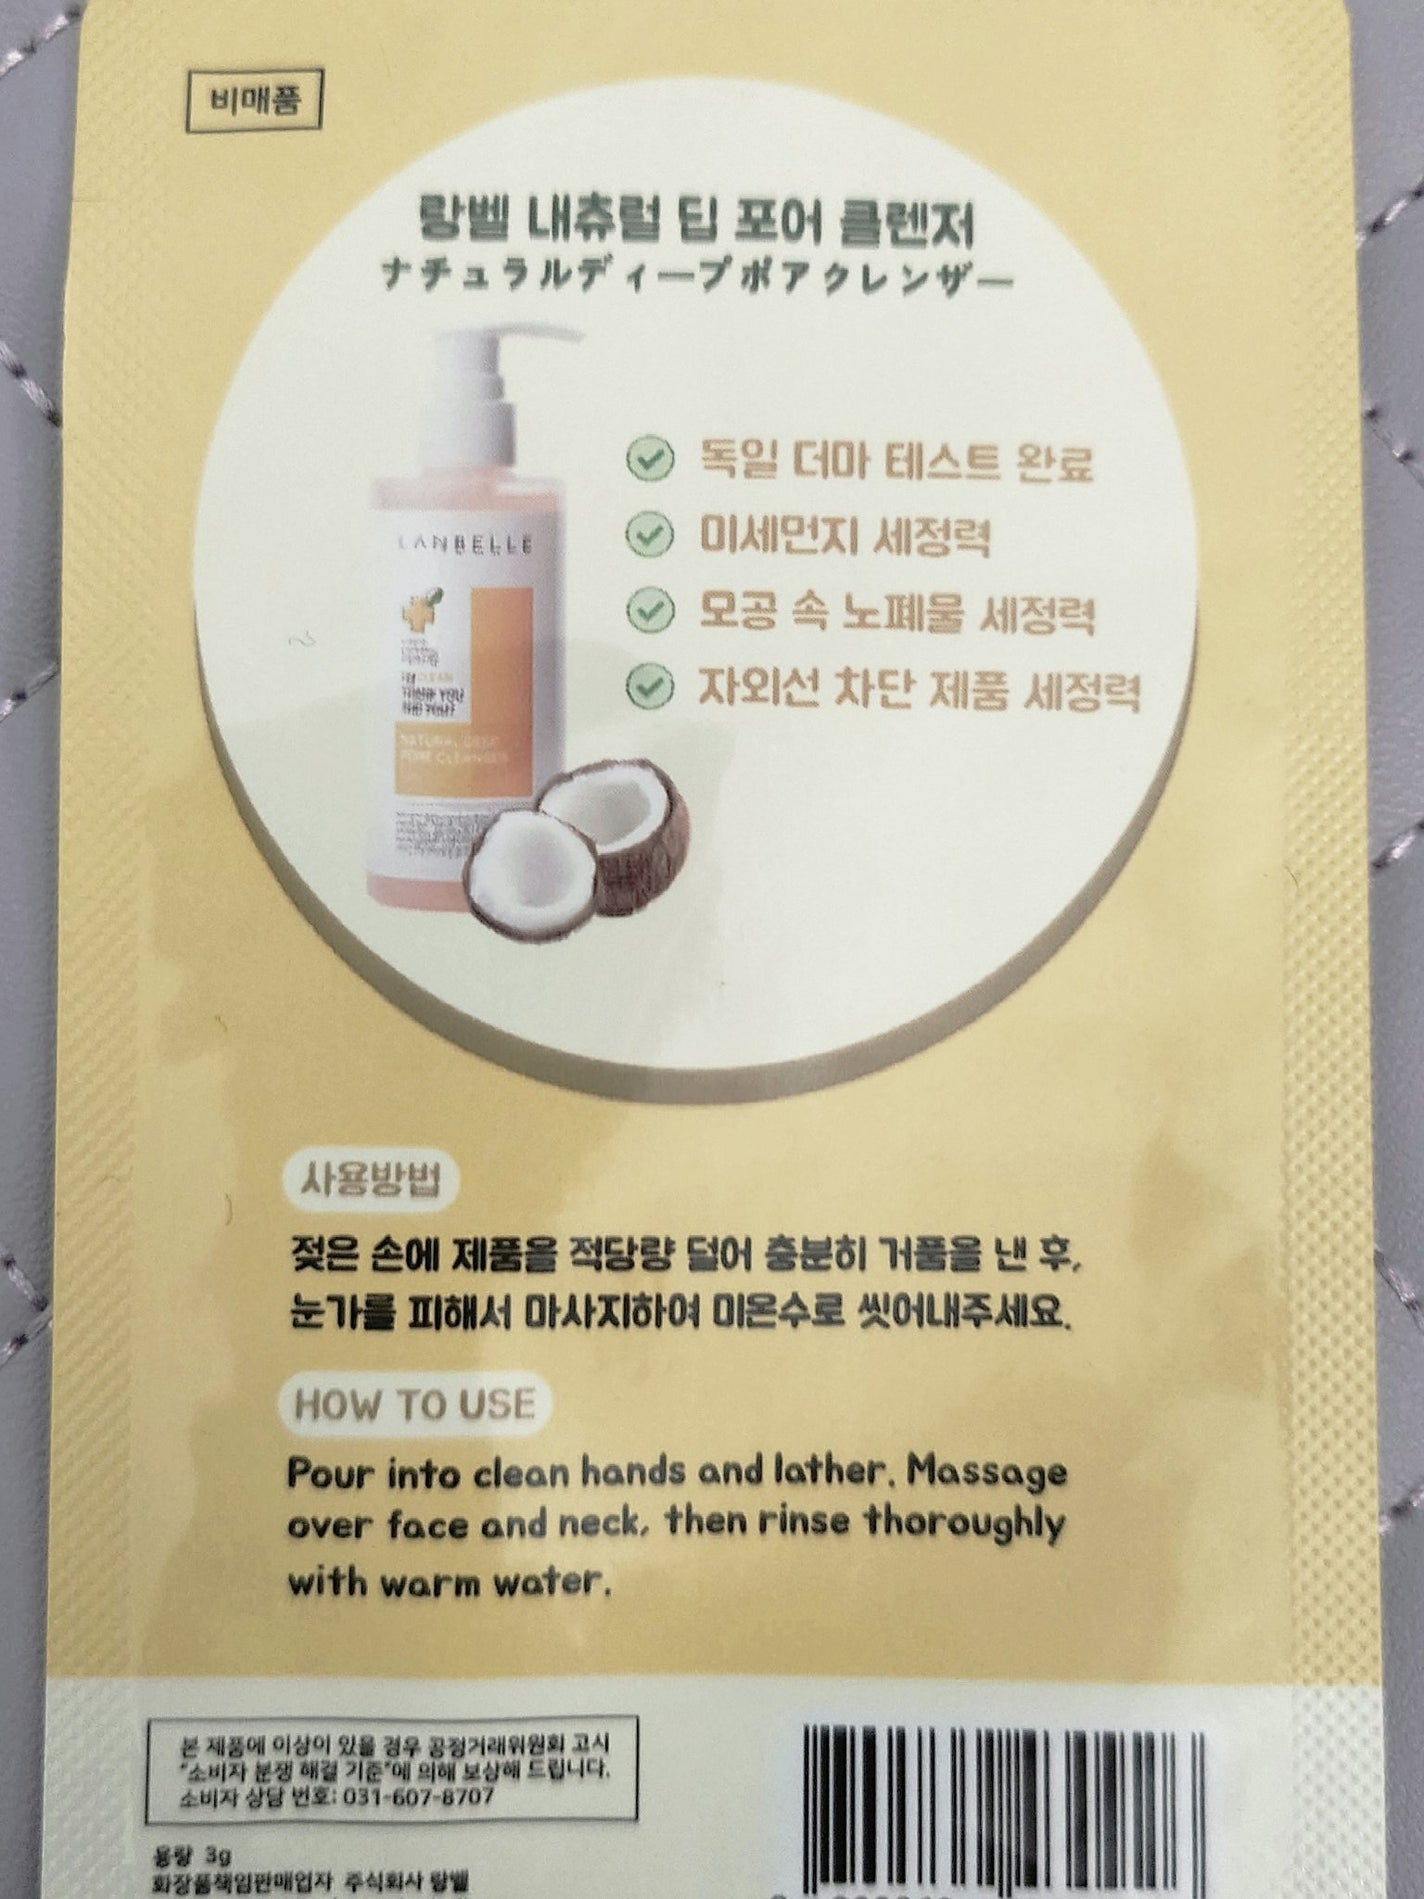 비매품
랑벨 내츄럴 딥 포어 클렌저
ナチュラルディープポアクレンザー
LANBELLE
THANK YOU
NATURAL DEEP
PORE CLEANSER
독일 더마 테스트 완료
미세먼지 세정력
모공 속 노폐물 세정력
자외선 차단 제품 세정력
사용방법
젖은 손에 제품을 적당량 덜어 충분히 거품을 낸 후,
눈가를 피해서 마사지하여 미온수로 씻어내주세요.
HOW TO USE
Pour into clean hands and lather. Massage
over face and neck, then rinse thoroughly
with warm water.
본 제품에 이상이 있을 경우 공정거래위원회 고시
"소비자 분쟁 해결 기준"에 의해 보상해 드립니다.
소비자 상담 번호: 031-607-8707
용량 3g
화장품책임판매업자 주식회사 랑벨